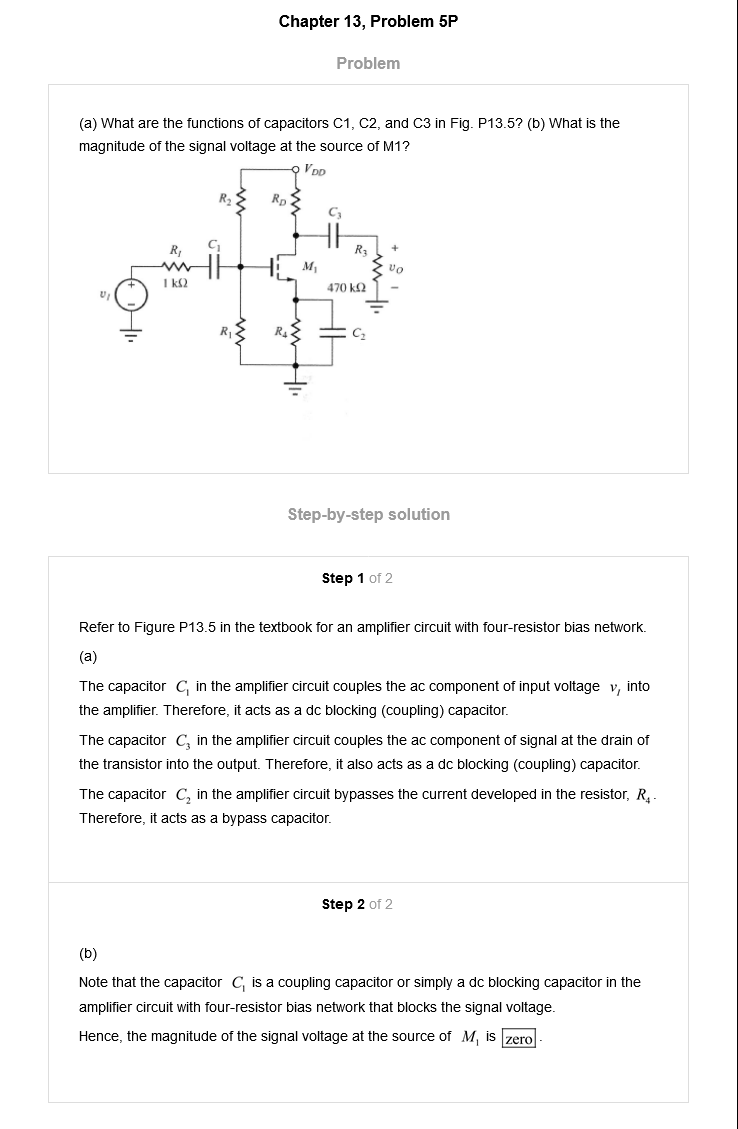 Chapter 13, Problem 5P
Problem
(a) What are the functions of capacitors C1, C2, and C3 in Fig. P13.5? (b) What is the
magnitude of the signal voltage at the source of M1?
V_DD
R_2
R_D
C_3
R_I
C_1
R_3
+
M_1
v_O
1 kΩ
470 kΩ
−
v_I
+
−
R_1
R_4
C_2
Step-by-step solution
Step 1 of 2
Refer to Figure P13.5 in the textbook for an amplifier circuit with four-resistor bias network.
(a)
The capacitor C_1 in the amplifier circuit couples the ac component of input voltage v_I into
the amplifier. Therefore, it acts as a dc blocking (coupling) capacitor.
The capacitor C_3 in the amplifier circuit couples the ac component of signal at the drain of
the transistor into the output. Therefore, it also acts as a dc blocking (coupling) capacitor.
The capacitor C_2 in the amplifier circuit bypasses the current developed in the resistor, R_4.
Therefore, it acts as a bypass capacitor.
Step 2 of 2
(b)
Note that the capacitor C_1 is a coupling capacitor or simply a dc blocking capacitor in the
amplifier circuit with four-resistor bias network that blocks the signal voltage.
Hence, the magnitude of the signal voltage at the source of M_1 is zero.